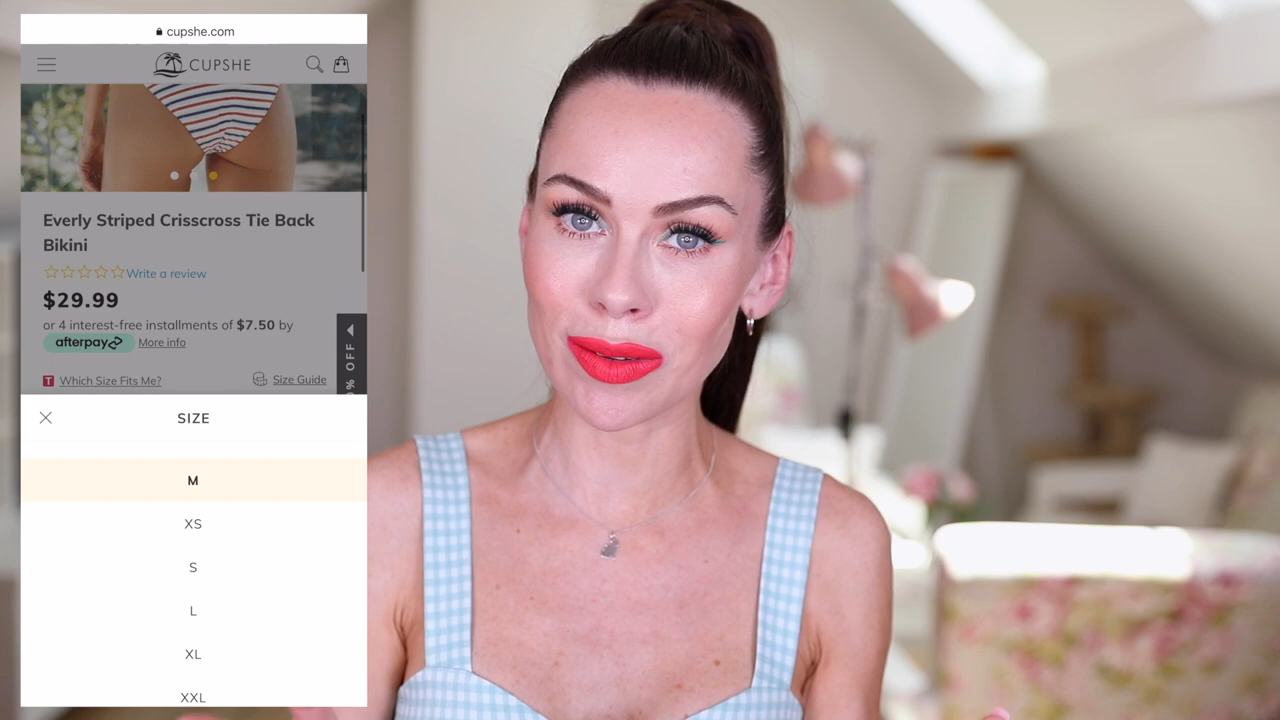 cupshe.com
CUPSHE
Everly Striped Crisscross Tie Back
Bikini
Write a review
$29.99
or 4 interest-free installments of $7.50 by
afterpay More info
% OFF
T Which Size Fits Me? Size Guide
SIZE
M
XS
S
L
XL
XXL